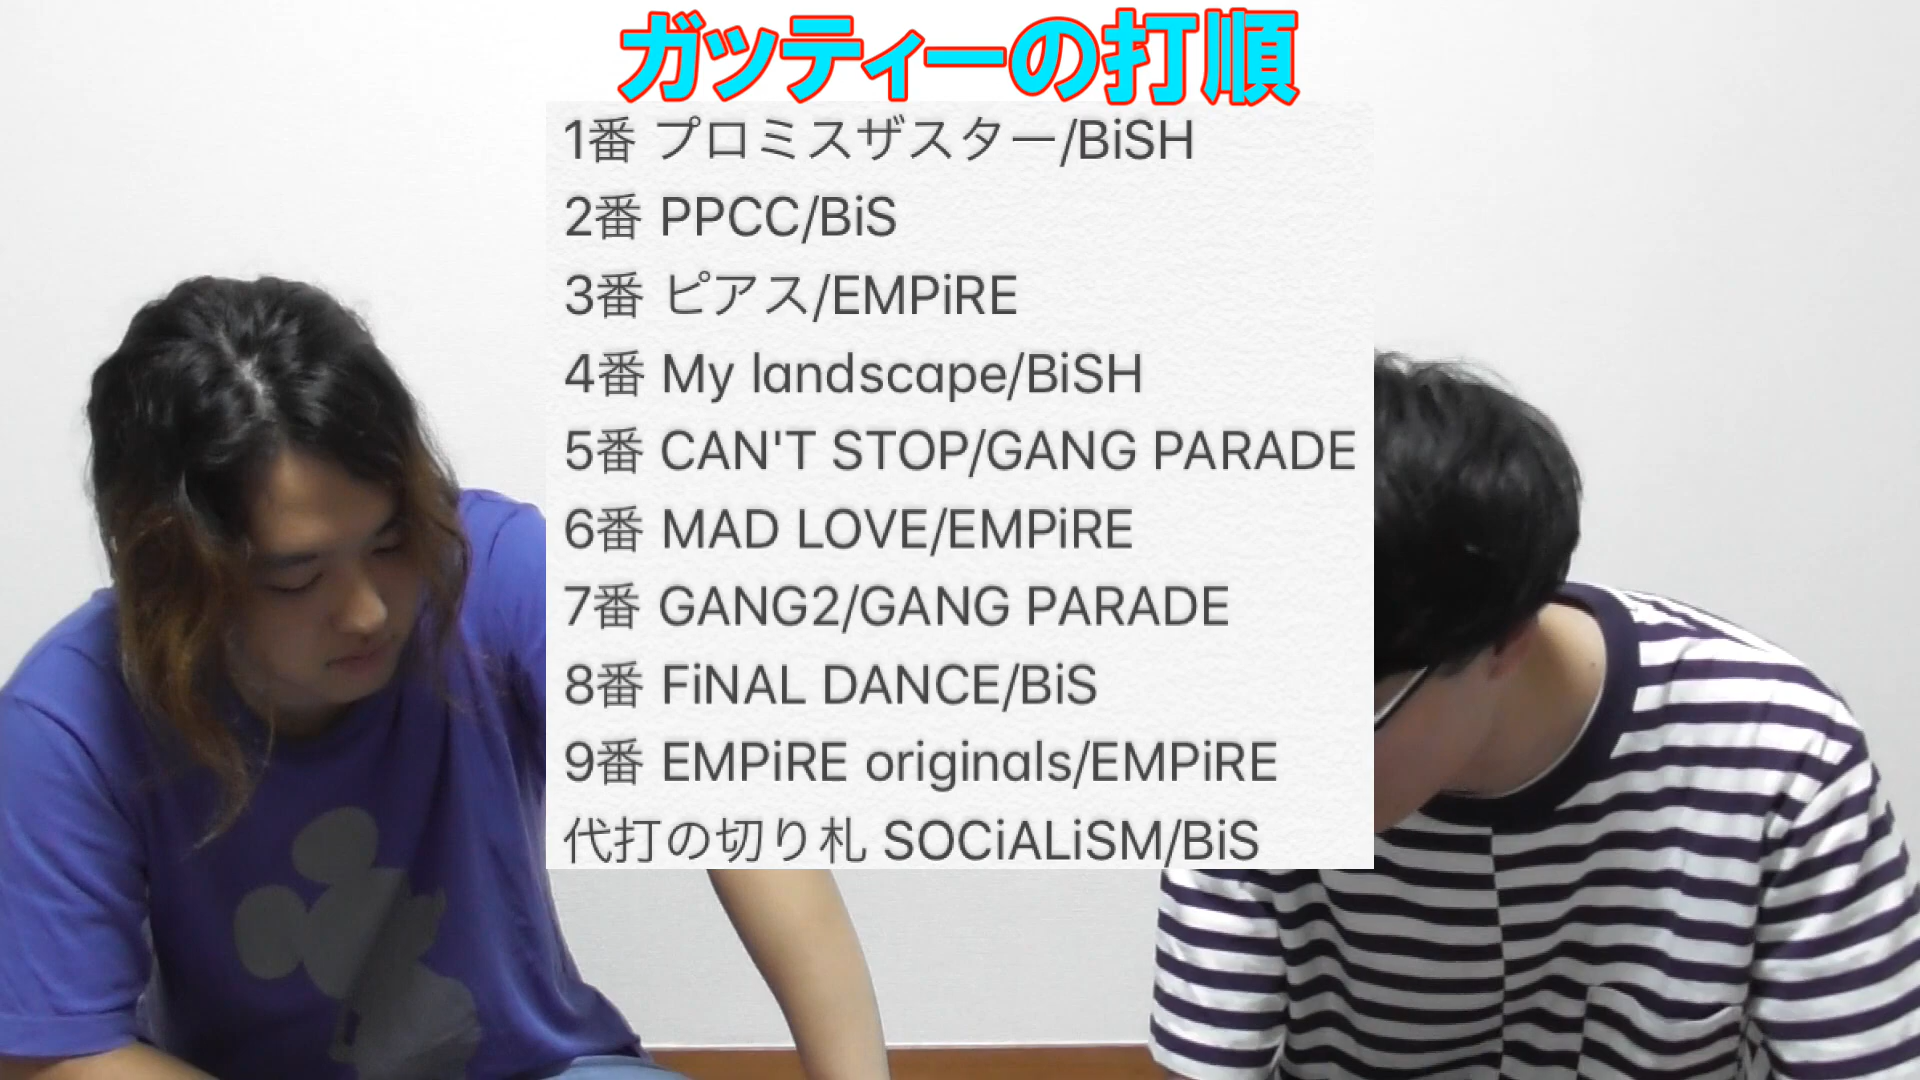 ガッティーの打順
1番 プロミスザスター/BiSH
2番 PPCC/BiS
3番 ピアス/EMPiRE
4番 My landscape/BiSH
5番 CAN'T STOP/GANG PARADE
6番 MAD LOVE/EMPiRE
7番 GANG2/GANG PARADE
8番 FiNAL DANCE/BiS
9番 EMPiRE originals/EMPiRE
代打の切り札 SOCiALiSM/BiS